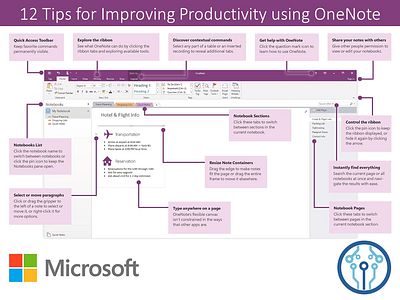 12 Tips for Improving Productivity using OneNote
Quick Access Toolbar
Keep favorite commands
permanently visible.
Explore the ribbon
See what OneNote can do by clicking the
ribbon tabs and exploring available tools.
Discover contextual commands
Select any part of a table or an inserted
recording to reveal additional tabs
Get help with OneNote
Click the question mark icon to
learn how to use OneNote.
Share your notes with others
Give other people permission to
view or edit your notebooks.
Notebooks
My Notebook
Hotel & Flight Info
Transportation
Reservation
Notebook Sections
Click these tabs to switch
between sections in the
current notebook.
Control the ribbon
Click the pin icon to keep
the ribbon displayed, or
hide it again by clicking
the arrow.
Notebooks List
Click the notebook name to
switch between notebooks or
click the pin icon to keep the
Notebooks pane open.
Resize Note Containers
Drag the edge to make notes
fit the page or drag the entire
frame to move it elsewhere.
Instantly find everything
Search the current page or all
notebooks at once and navi-
gate the results with ease.
Select or move paragraphs
Click or drag the gripper to
the left of a note to select or
move it, or right-click it for
more options.
Type anywhere on a page
OneNote's flexible canvas
isn't constrained in the ways
that other apps are.
Notebook Pages
Click these tabs to switch
between pages in the
current notebook section.
Microsoft